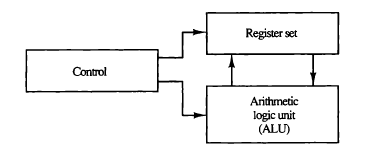 Register set
Control
Arithmetic
logic unit
(ALU)